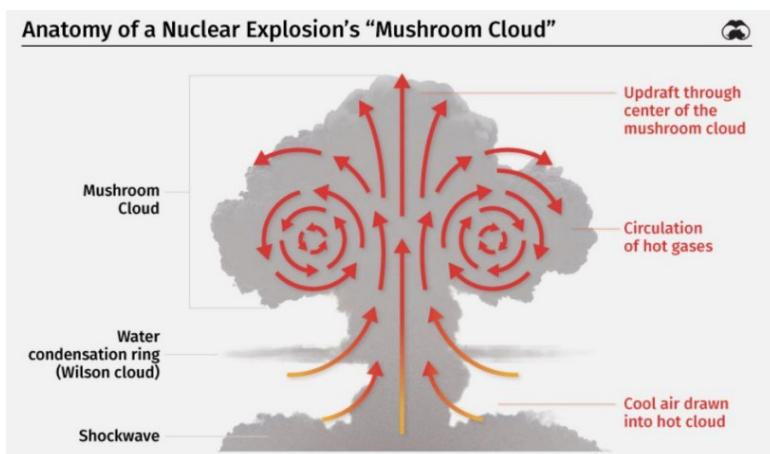 Anatomy of a Nuclear Explosion's “Mushroom Cloud”
Updraft through
center of the
mushroom cloud
Mushroom
Cloud
Circulation
of hot gases
Water
condensation ring
(Wilson cloud)
Cool air drawn
into hot cloud
Shockwave